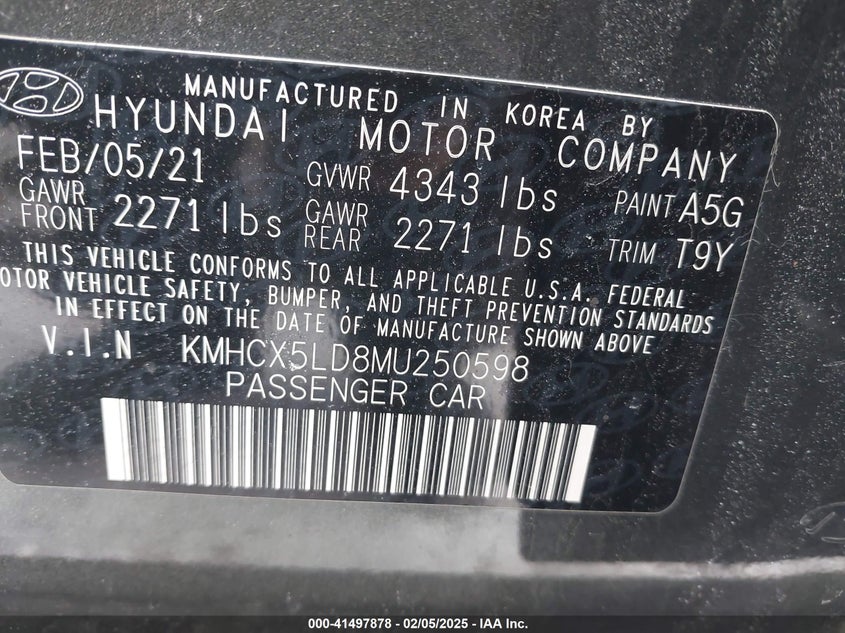 MANUFACTURED IN KOREA BY
HYUNDAI MOTOR COMPANY
FEB/05/21 GVWR 4343 lbs PAINT A5G
GAWR FRONT 2271 lbs GAWR REAR 2271 lbs TRIM T9Y
THIS VEHICLE CONFORMS TO ALL APPLICABLE U.S.A. FEDERAL
OTOR VEHICLE SAFETY, BUMPER, AND THEFT PREVENTION STANDARDS
IN EFFECT ON THE DATE OF MANUFACTURE SHOWN ABOVE
V.I.N KMHCX5LD8MU250598
PASSENGER CAR
000-41497878 - 02/05/2025 - IAA Inc.